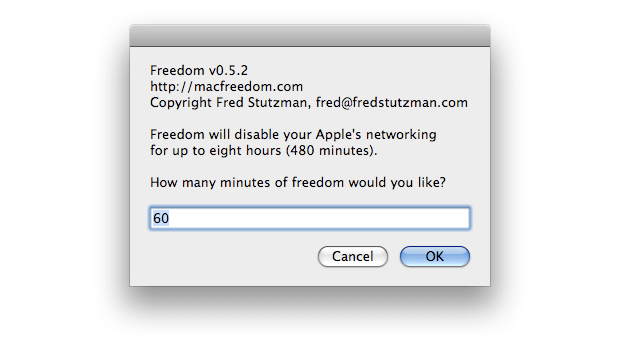 Freedom v0.5.2
http://macfreedom.com
Copyright Fred Stutzman, fred@fredstutzman.com
Freedom will disable your Apple's networking
for up to eight hours (480 minutes).
How many minutes of freedom would you like?
60
Cancel OK